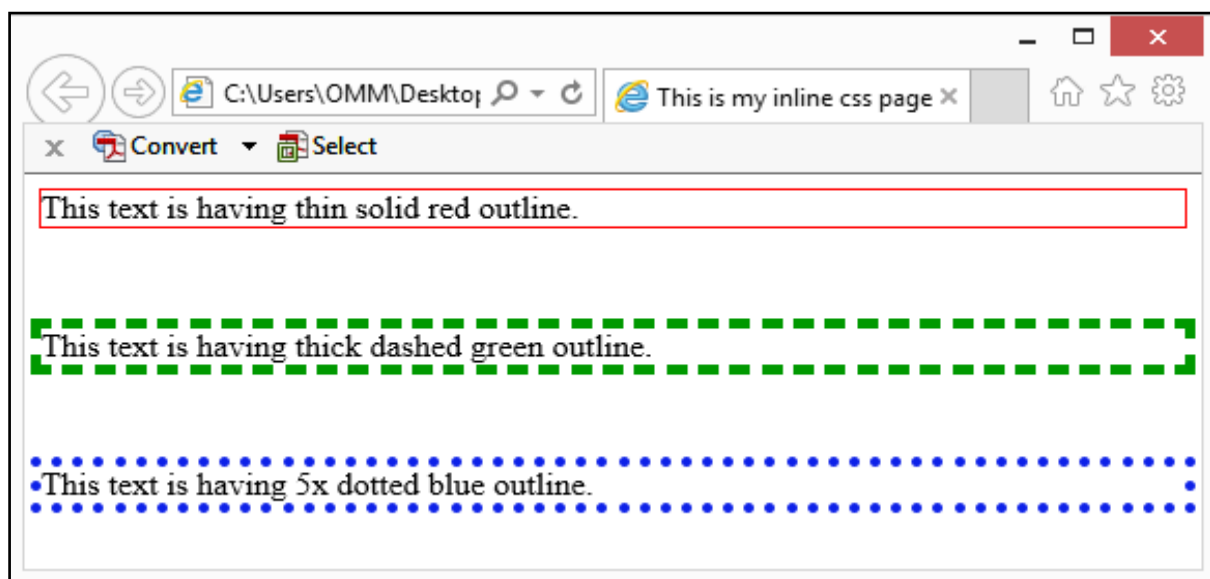 C:\Users\OMM\Desktop
This is my inline css page
Convert
Select
This text is having thin solid red outline.
This text is having thick dashed green outline.
This text is having 5x dotted blue outline.